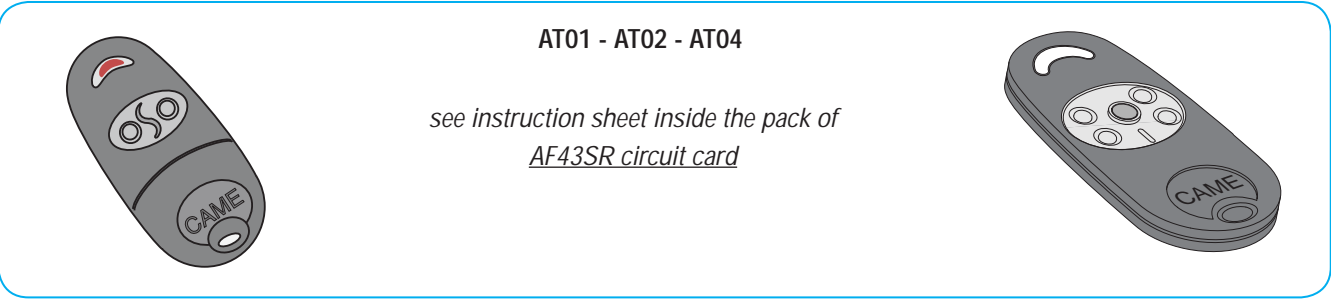 AT01 - AT02 - AT04
see instruction sheet inside the pack of
AF43SR circuit card
CAME
CAME